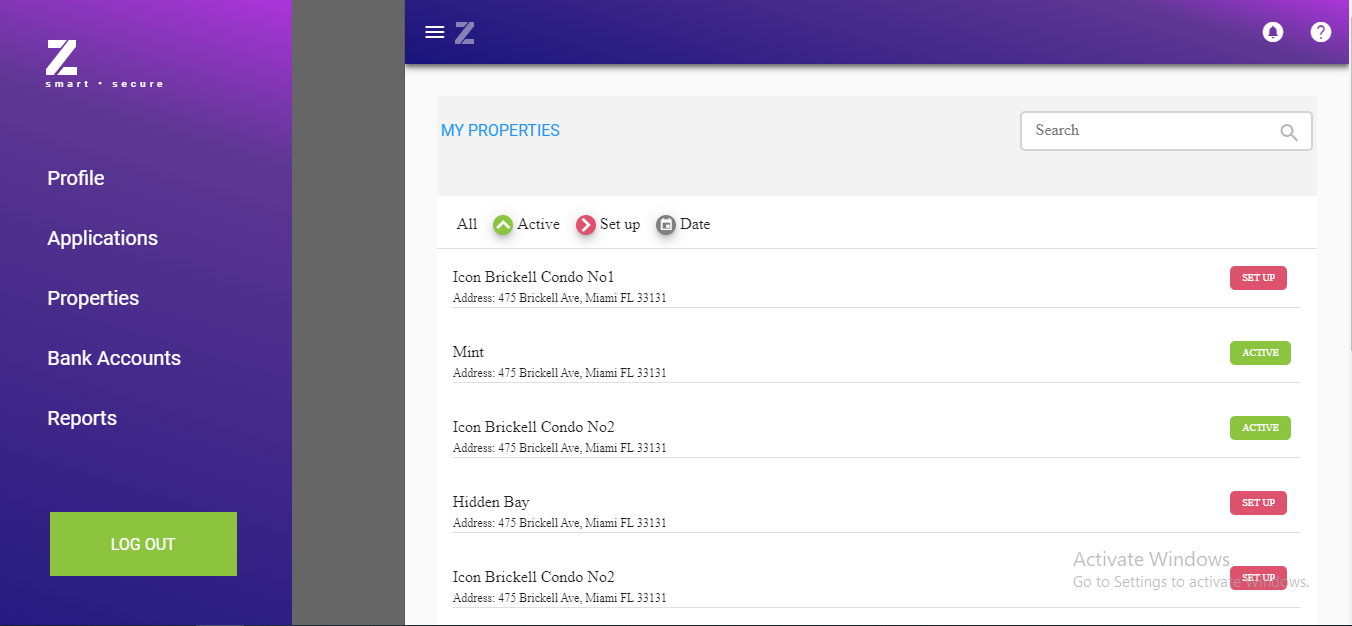 Z
smart • secure
Profile
Applications
Properties
Bank Accounts
Reports
LOG OUT
Z
?
MY PROPERTIES
Search
All Active Set up Date
Icon Brickell Condo No1 SET UP
Address: 475 Brickell Ave, Miami FL 33131
Mint ACTIVE
Address: 475 Brickell Ave, Miami FL 33131
Icon Brickell Condo No2 ACTIVE
Address: 475 Brickell Ave, Miami FL 33131
Hidden Bay SET UP
Address: 475 Brickell Ave, Miami FL 33131
Icon Brickell Condo No2 SET UP
Address: 475 Brickell Ave, Miami FL 33131
Activate Windows
Go to Settings to activate Windows.